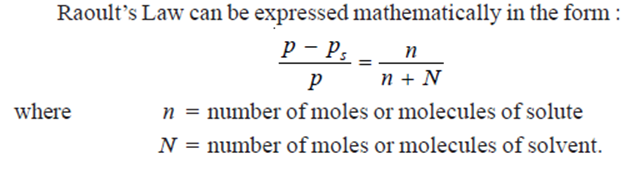 Raoult's Law can be expressed mathematically in the form :
(p − pₛ)/p = n/(n + N)
where n = number of moles or molecules of solute
N = number of moles or molecules of solvent.